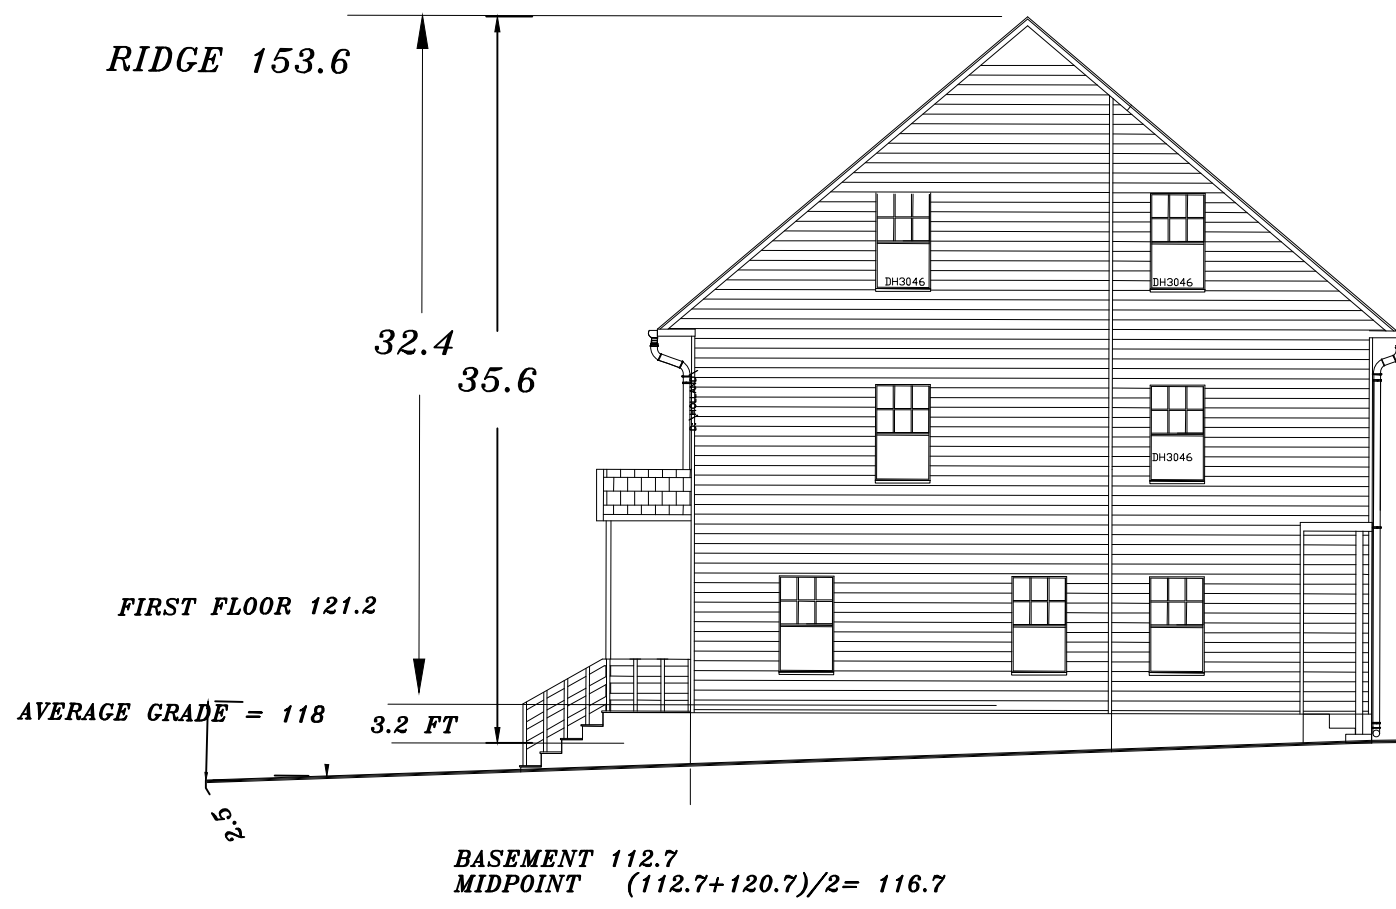 RIDGE 153.6
32.4
35.6
DH3046
DH3046
DH3046
FIRST FLOOR 121.2
AVERAGE GRADE = 118
3.2 FT
2.5
BASEMENT 112.7
MIDPOINT (112.7+120.7)/2= 116.7